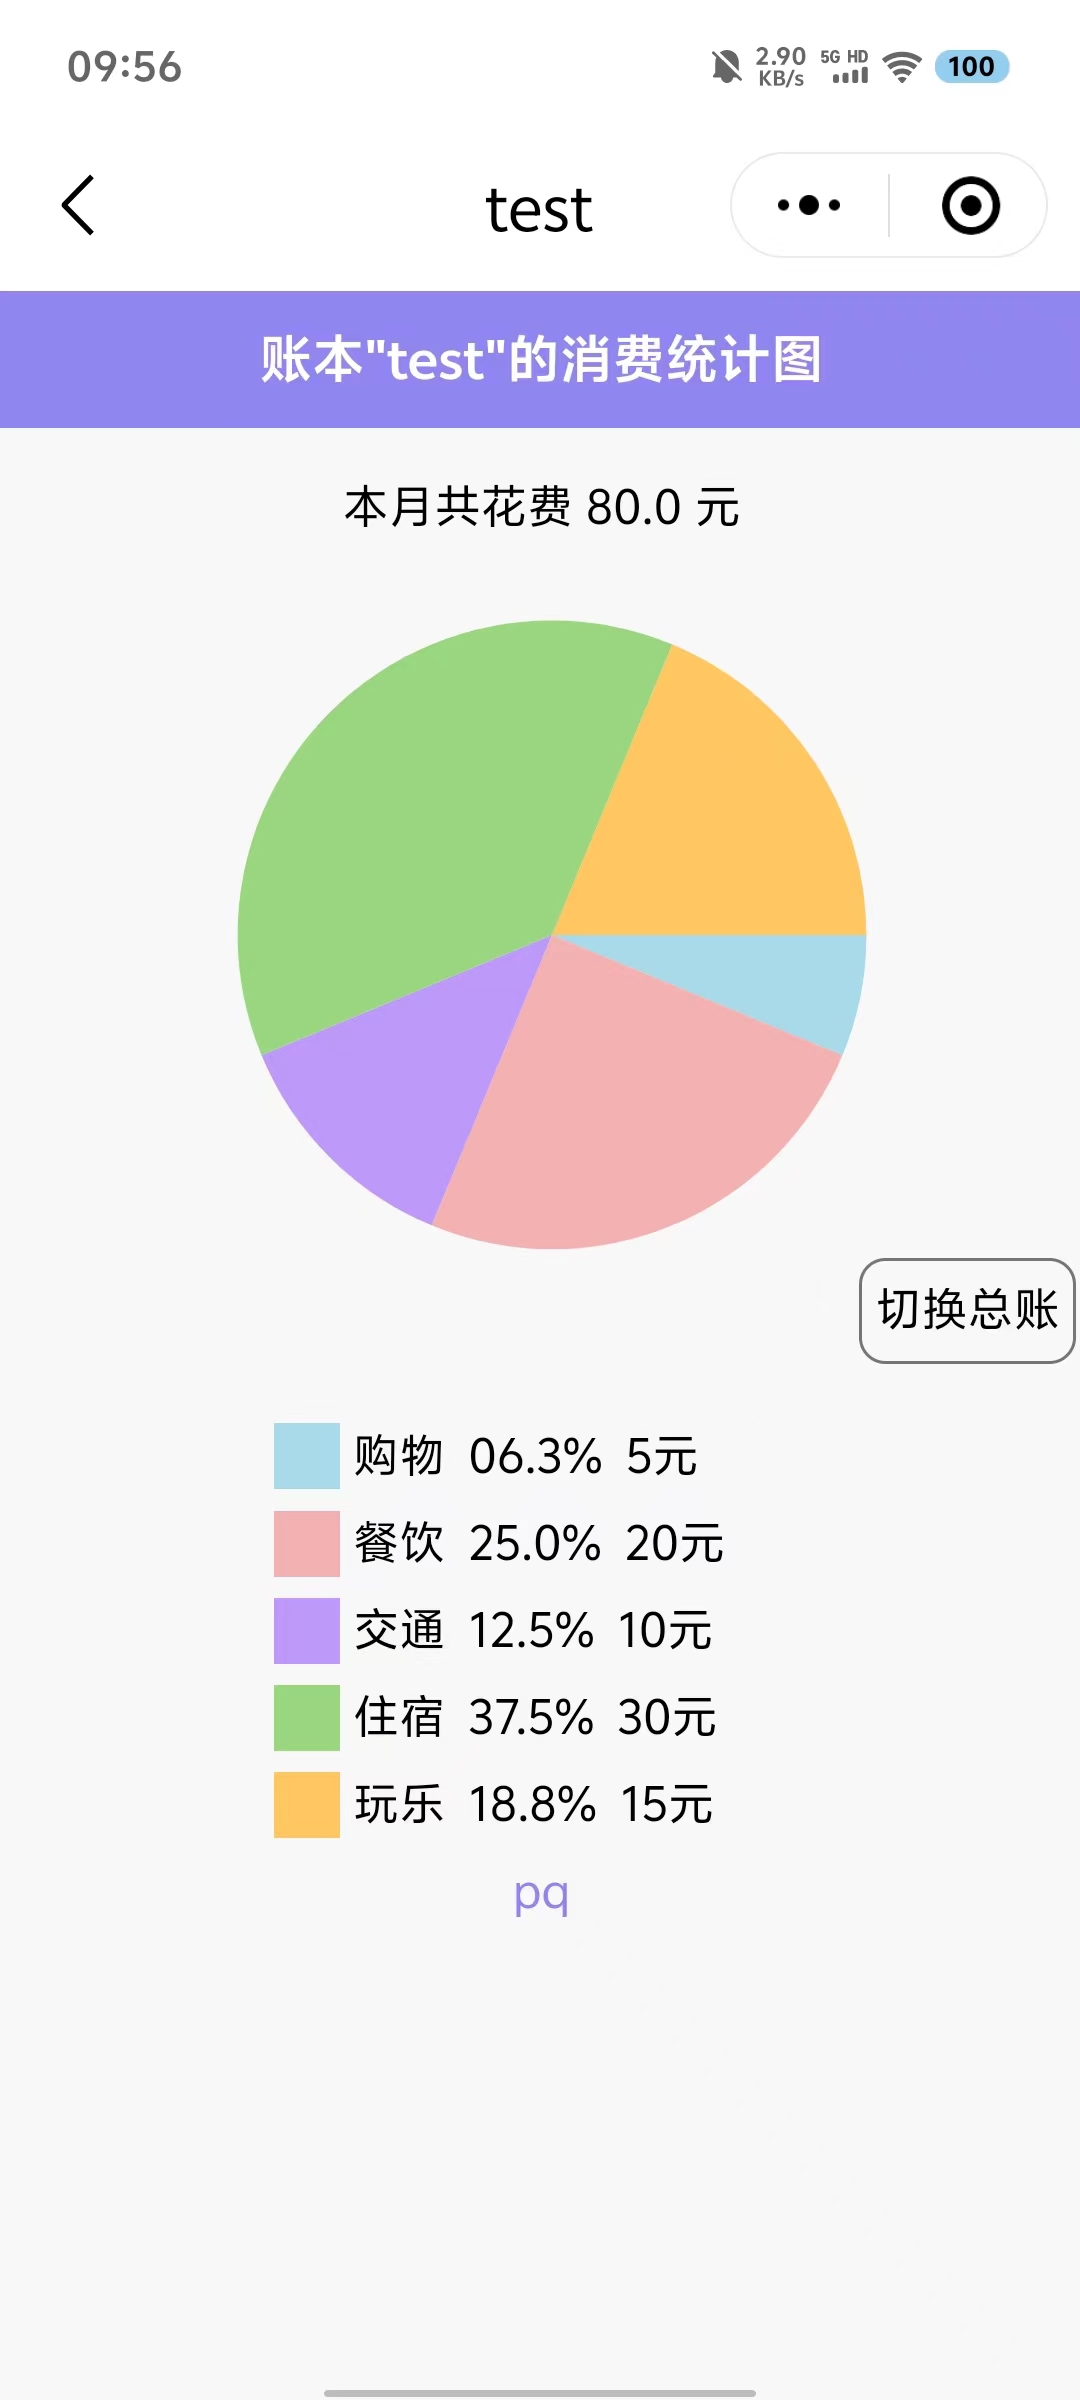 09:56
2.90 KB/s 5G HD 100
test
账本"test"的消费统计图
本月共花费 80.0 元
切换总账
购物 06.3% 5元
餐饮 25.0% 20元
交通 12.5% 10元
住宿 37.5% 30元
玩乐 18.8% 15元
pq